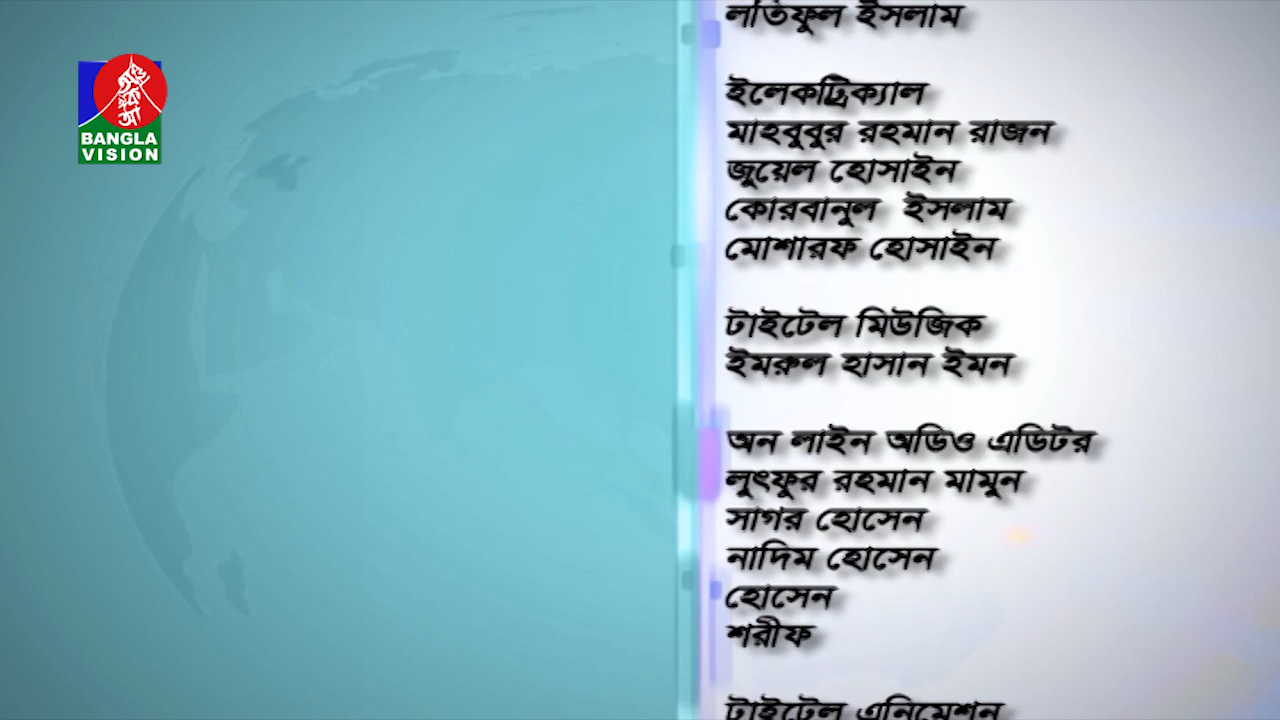 লতিফুল ইসলাম
BANGLA
VISION
ইলেকট্রিক্যাল
মাহবুবুর রহমান রাজন
জুয়েল হোসাইন
কোরবানুল ইসলাম
মোশারফ হোসাইন
টাইটেল মিউজিক
ইমরুল হাসান ইমন
অন লাইন অডিও এডিটর
লুৎফুর রহমান মামুন
সাগর হোসেন
নাদিম হোসেন
হোসেন
শরীফ
টাইটেল এনিমেশন